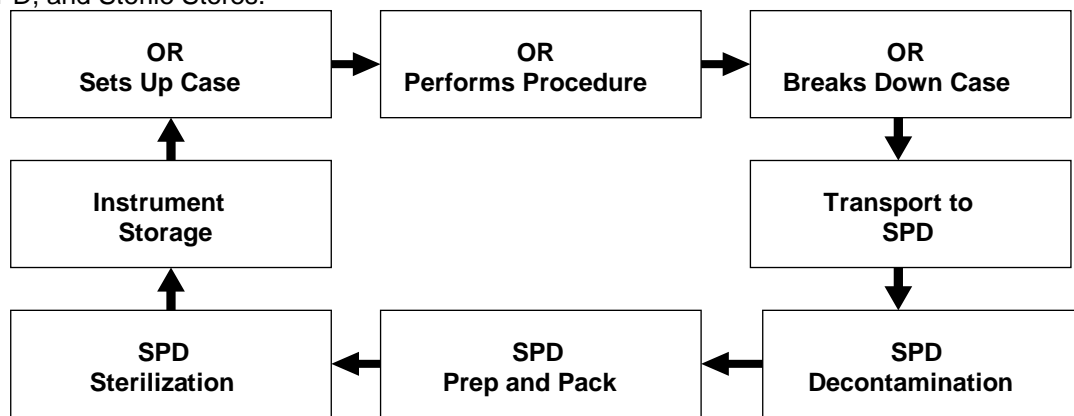 and Sterile Stores.
OR
Sets Up Case
OR
Performs Procedure
OR
Breaks Down Case
Instrument
Storage
Transport to
SPD
SPD
Sterilization
SPD
Prep and Pack
SPD
Decontamination